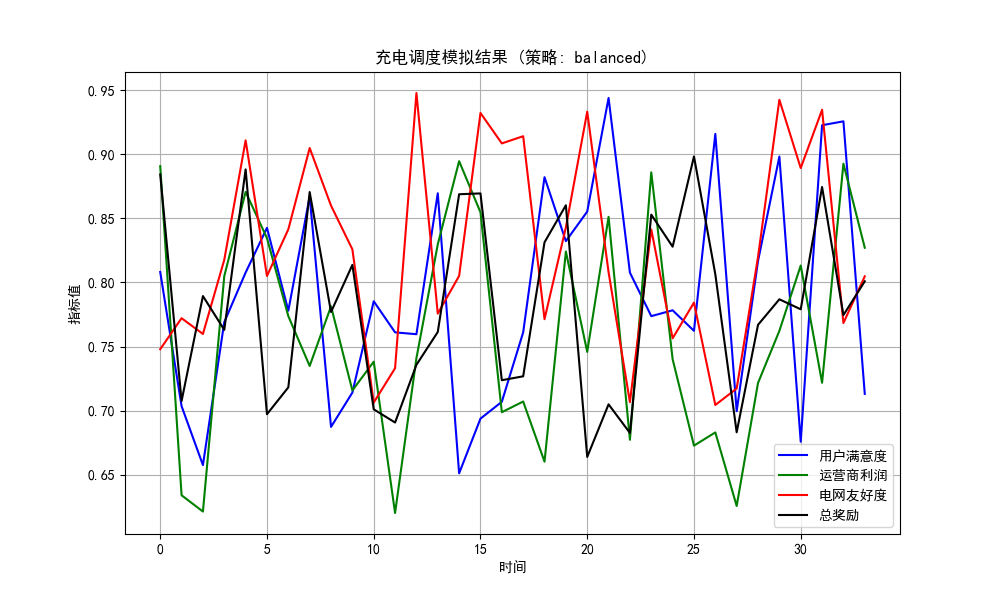 充电调度模拟结果 (策略: balanced)
0.95
0.90
0.85
0.80
0.75
0.70
0.65
指标值
0 5 10 15 20 25 30
时间
用户满意度
运营商利润
电网友好度
总奖励